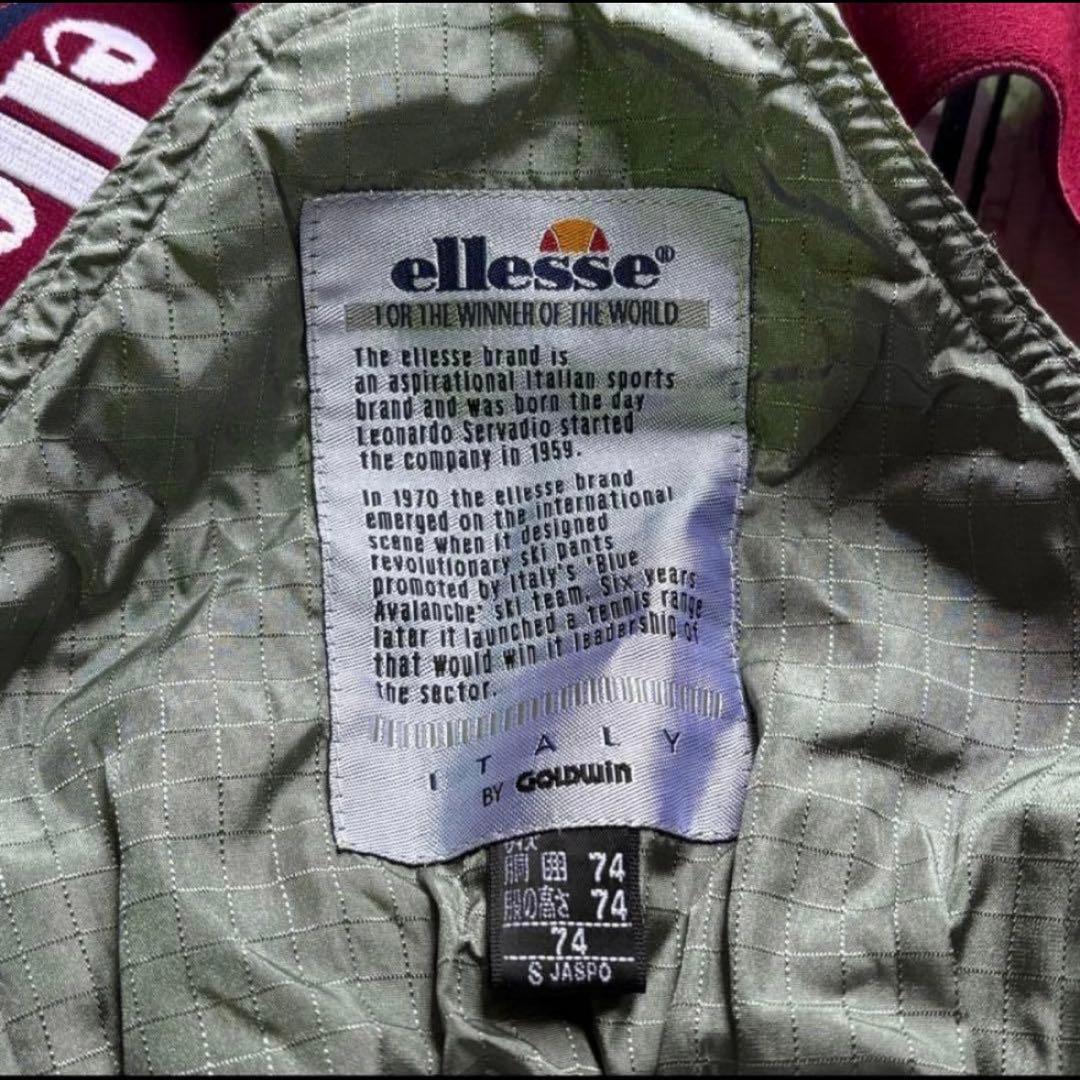 elle
ellesse®
FOR THE WINNER OF THE WORLD
The ellesse brand is
an aspirational Italian sports
brand and was born the day
Leonardo Servadio started
the company in 1959.
In 1970 the ellesse brand
emerged on the international
scene when it designed
revolutionary ski pants
promoted by Italy's "Blue
Avalanche" ski team. Six years
later it launched a tennis range
that would win it leadership of
the sector.
ITALY
BY GOLDWIN
サイズ
胴囲 74
股の高さ 74
74
S JASPO